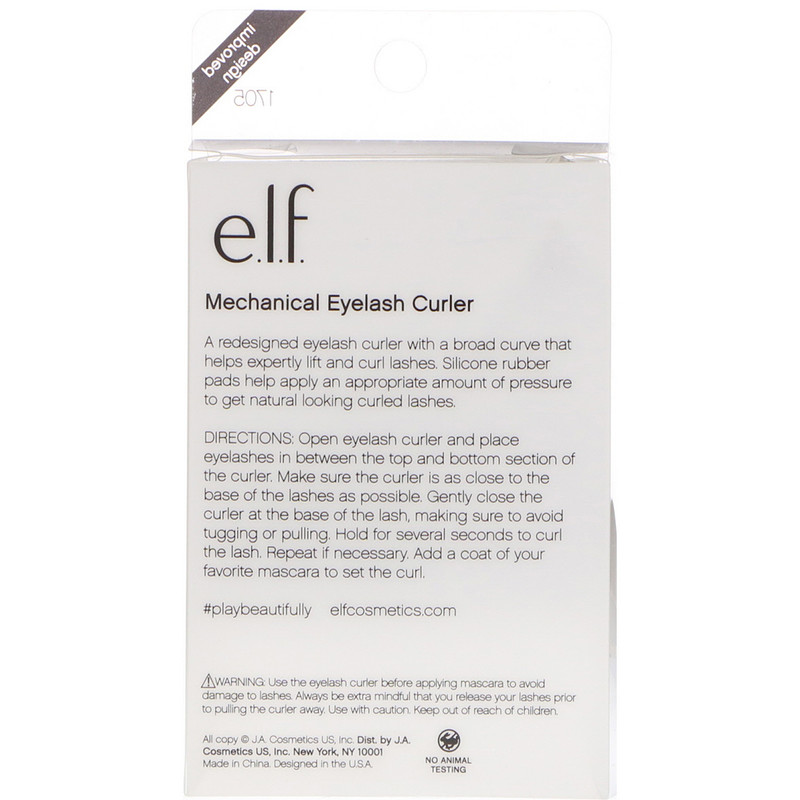 improved
design
1705
e.l.f.
Mechanical Eyelash Curler
A redesigned eyelash curler with a broad curve that
helps expertly lift and curl lashes. Silicone rubber
pads help apply an appropriate amount of pressure
to get natural looking curled lashes.
DIRECTIONS: Open eyelash curler and place
eyelashes in between the top and bottom section of
the curler. Make sure the curler is as close to the
base of the lashes as possible. Gently close the
curler at the base of the lash, making sure to avoid
tugging or pulling. Hold for several seconds to curl
the lash. Repeat if necessary. Add a coat of your
favorite mascara to set the curl.
#playbeautifully elfcosmetics.com
WARNING: Use the eyelash curler before applying mascara to avoid
damage to lashes. Always be extra mindful that you release your lashes prior
to pulling the curler away. Use with caution. Keep out of reach of children.
All copy © J.A. Cosmetics US, Inc. Dist. by J.A.
Cosmetics US, Inc. New York, NY 10001
Made in China. Designed in the U.S.A.
NO ANIMAL
TESTING